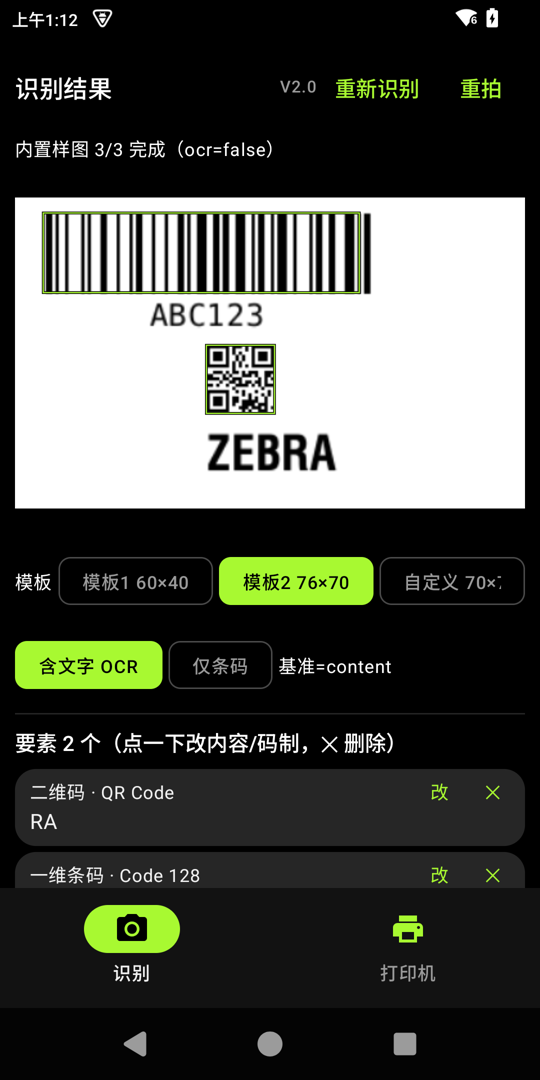 上午1:12
6
识别结果 V2.0 重新识别 重拍
内置样图 3/3 完成（ocr=false）
ABC123
ZEBRA
模板 模板1 60×40 模板2 76×70 自定义 70×
含文字 OCR 仅条码 基准=content
要素 2 个（点一下改内容/码制，✕ 删除）
二维码 · QR Code 改 ✕
RA
一维条码 · Code 128 改 ✕
识别 打印机